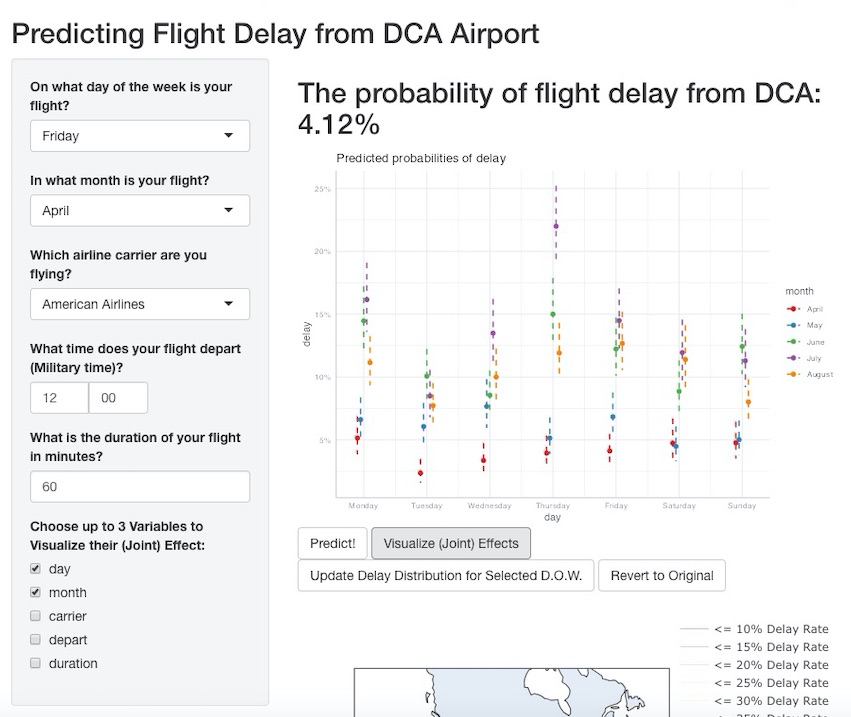 Predicting Flight Delay from DCA Airport
On what day of the week is your
flight?
Friday
In what month is your flight?
April
Which airline carrier are you
flying?
American Airlines
What time does your flight depart
(Military time)?
12 00
What is the duration of your flight
in minutes?
60
Choose up to 3 Variables to
Visualize their (Joint) Effect:
day
month
carrier
depart
duration
The probability of flight delay from DCA:
4.12%
Predicted probabilities of delay
25%
20%
15%
10%
5%
delay
Monday Tuesday Wednesday Thursday Friday Saturday Sunday
day
month
April
May
June
July
August
Predict! Visualize (Joint) Effects
Update Delay Distribution for Selected D.O.W. Revert to Original
<= 10% Delay Rate
<= 15% Delay Rate
<= 20% Delay Rate
<= 25% Delay Rate
<= 30% Delay Rate